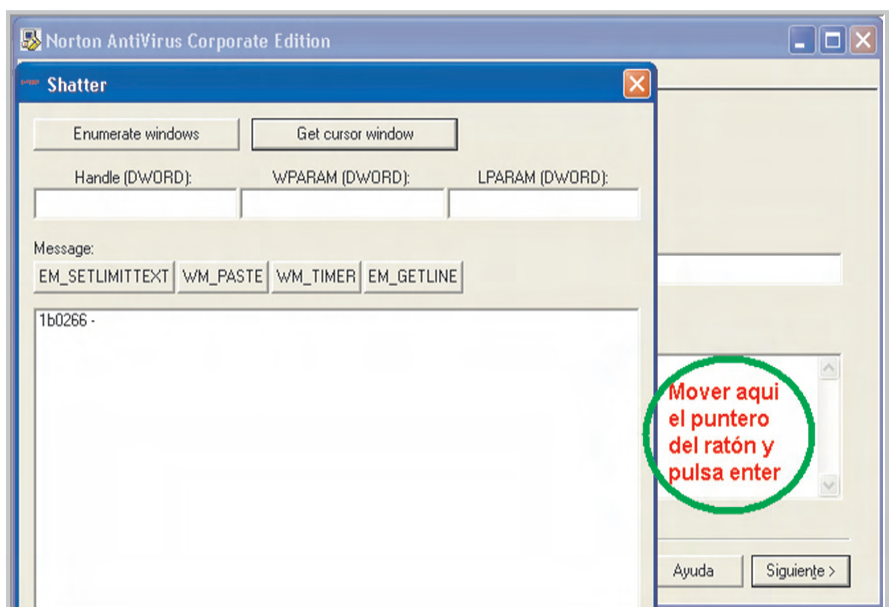 Norton AntiVirus Corporate Edition
Shatter
Enumerate windows Get cursor window
Handle (DWORD): WPARAM (DWORD): LPARAM (DWORD):
Message:
EM_SETLIMITTEXT WM_PASTE WM_TIMER EM_GETLINE
1b0266 -
Mover aqui
el puntero
del ratón y
pulsa enter
Ayuda Siguiente >